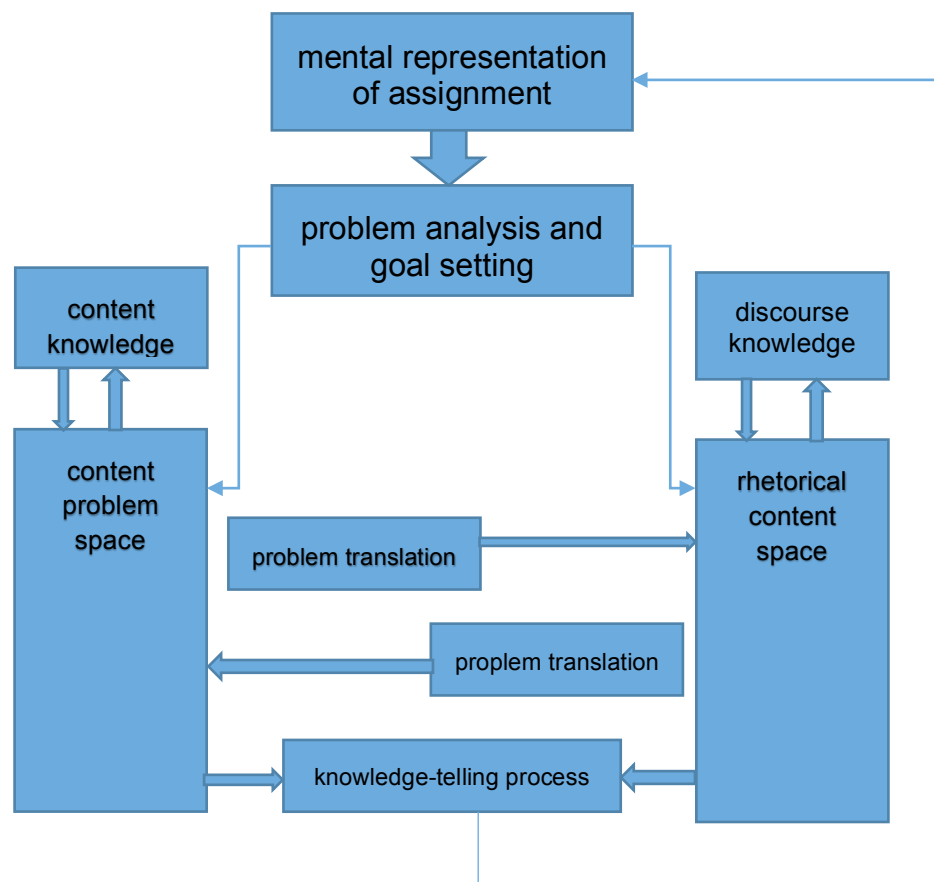 mental representation
of assignment
problem analysis and
goal setting
content
knowledge
discourse
knowledge
content
problem
space
rhetorical
content
space
problem translation
proplem translation
knowledge-telling process